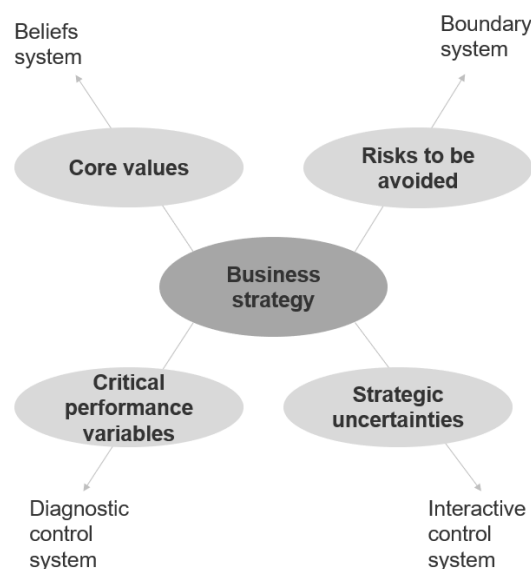 Beliefs
system
Boundary
system
Core values
Risks to be
avoided
Business
strategy
Critical
performance
variables
Strategic
uncertainties
Diagnostic
control
system
Interactive
control
system